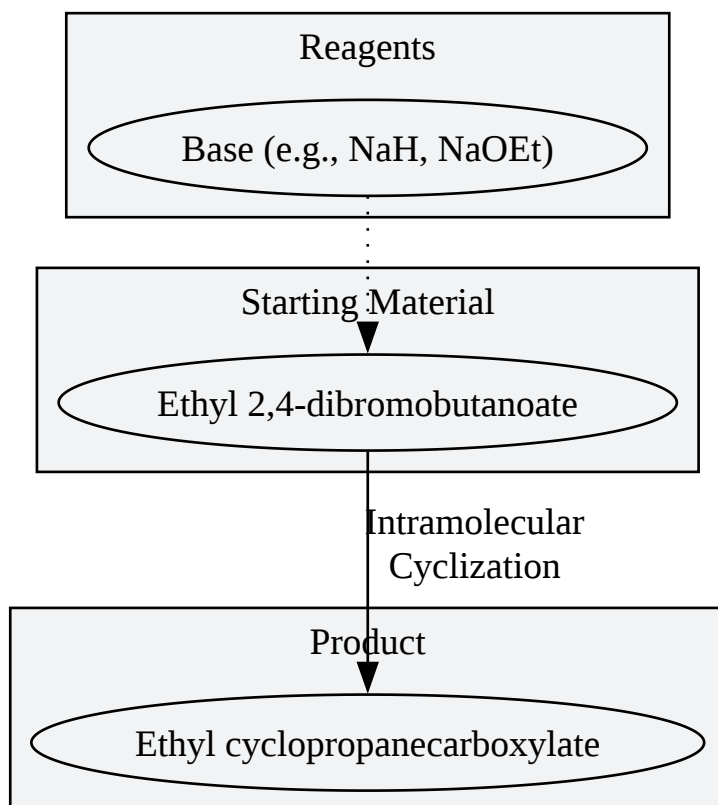 Reagents
Base (e.g., NaH, NaOEt)
Starting Material
Ethyl 2,4-dibromobutanoate
Intramolecular
Cyclization
Product
Ethyl cyclopropanecarboxylate